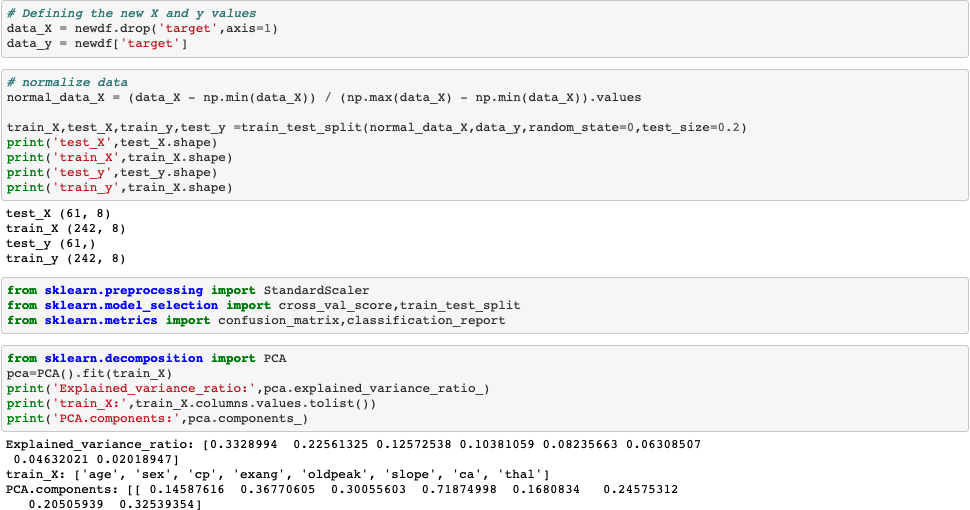 # Defining the new X and y values
data_X = newdf.drop('target',axis=1)
data_y = newdf['target']
# normalize data
normal_data_X = (data_X - np.min(data_X)) / (np.max(data_X) - np.min(data_X)).values
train_X,test_X,train_y,test_y =train_test_split(normal_data_X,data_y,random_state=0,test_size=0.2)
print('test_X',test_X.shape)
print('train_X',train_X.shape)
print('test_y',test_y.shape)
print('train_y',train_X.shape)
test_X (61, 8)
train_X (242, 8)
test_y (61,)
train_y (242, 8)
from sklearn.preprocessing import StandardScaler
from sklearn.model_selection import cross_val_score,train_test_split
from sklearn.metrics import confusion_matrix,classification_report
from sklearn.decomposition import PCA
pca=PCA().fit(train_X)
print('Explained_variance_ratio:',pca.explained_variance_ratio_)
print('train_X:',train_X.columns.values.tolist())
print('PCA.components:',pca.components_)
Explained_variance_ratio: [0.3328994  0.22561325 0.12572538 0.10381059 0.08235663 0.06308507
 0.04632021 0.02018947]
train_X: ['age', 'sex', 'cp', 'exang', 'oldpeak', 'slope', 'ca', 'thal']
PCA.components: [[ 0.14587616  0.36770605  0.30055603  0.71874998  0.1680834   0.24575312
   0.20505939  0.32539354]